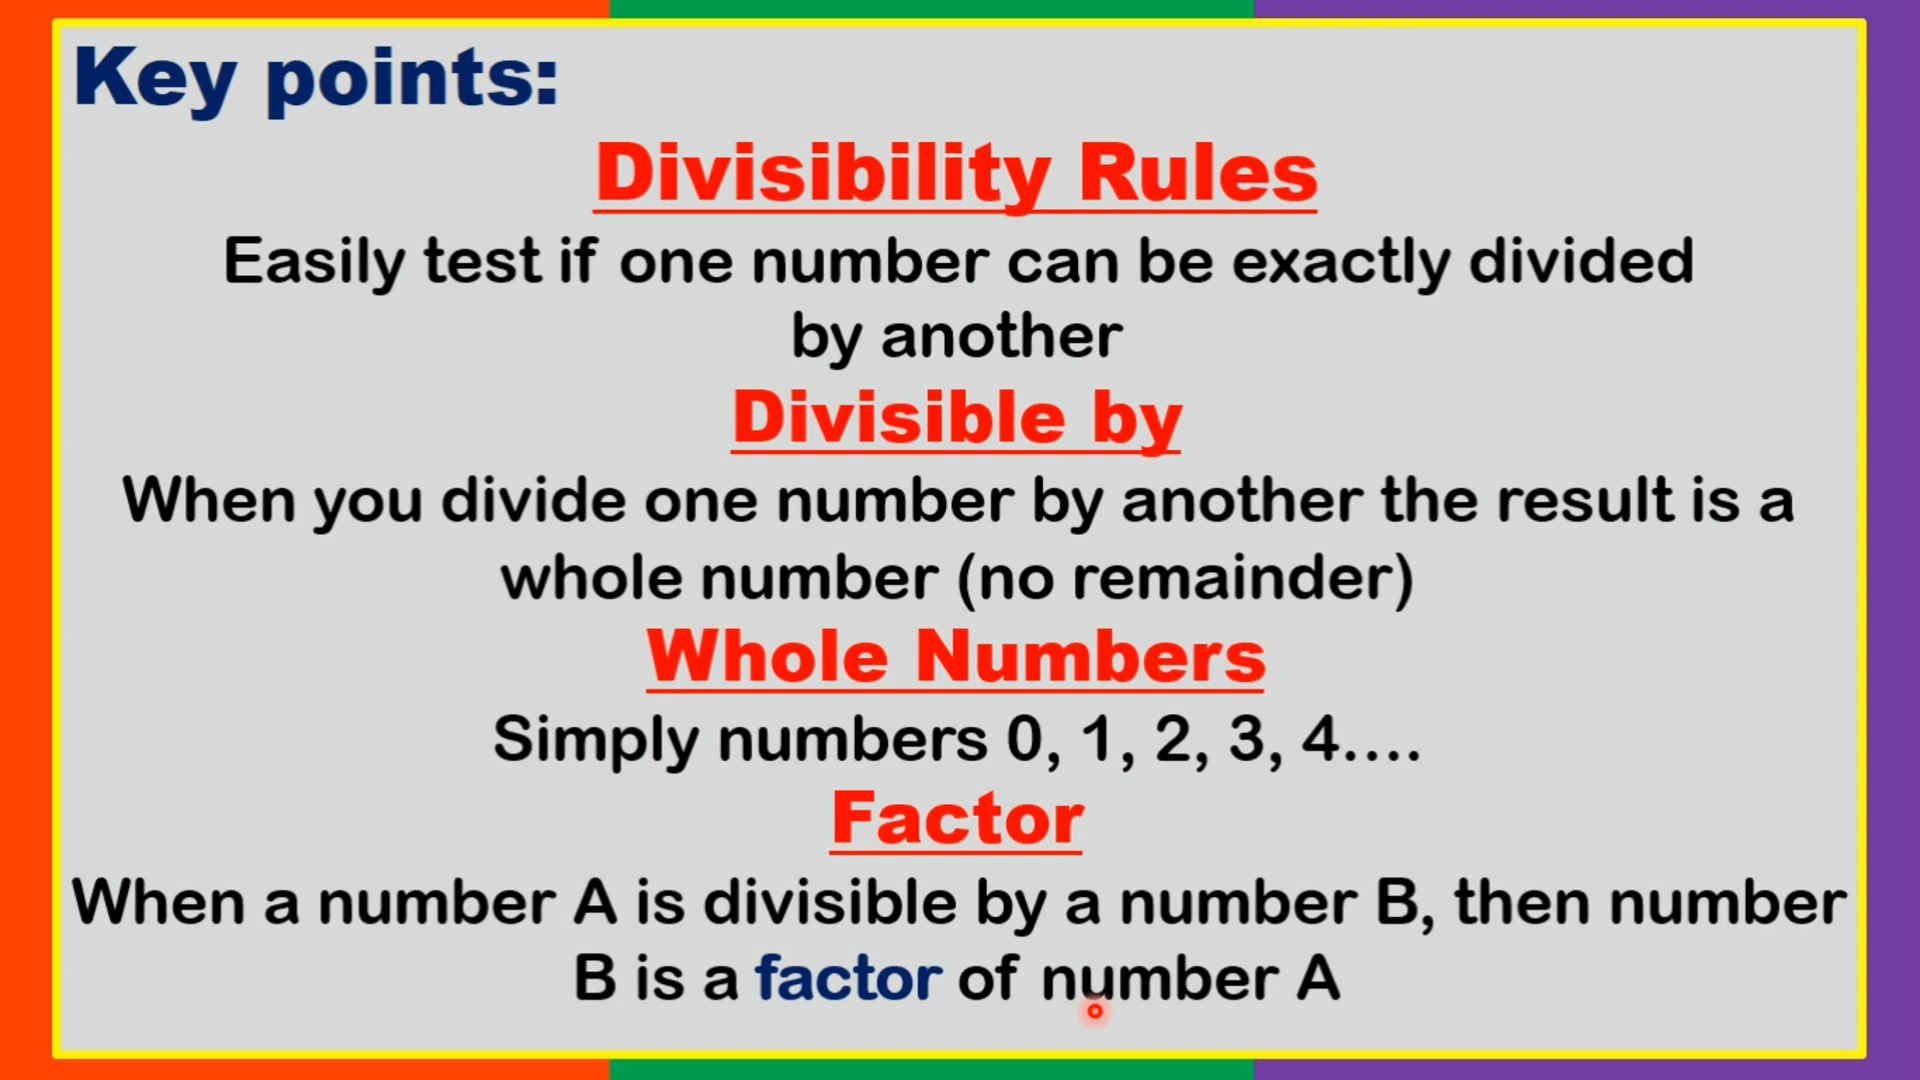 Key points:
Divisibility Rules
Easily test if one number can be exactly divided
by another
Divisible by
When you divide one number by another the result is a
whole number (no remainder)
Whole Numbers
Simply numbers 0, 1, 2, 3, 4....
Factor
When a number A is divisible by a number B, then number
B is a factor of number A